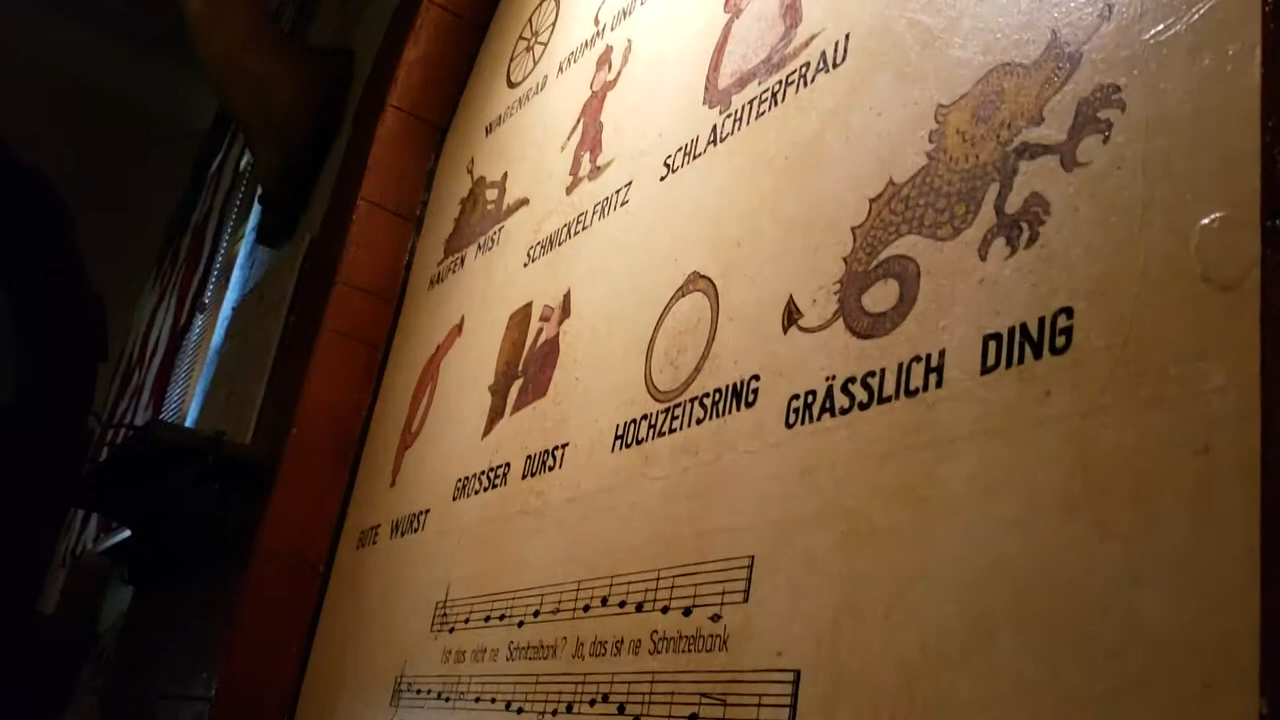 WAGENRAD
KRUMM UND
SCHLACHTERFRAU
HAUFEN MIST
SCHNICKELFRITZ
GUTE WURST
GROSSER DURST
HOCHZEITSRING
GRÄSSLICH DING
Ist das nicht ne Schnitzelbank? Ja, das ist ne Schnitzelbank